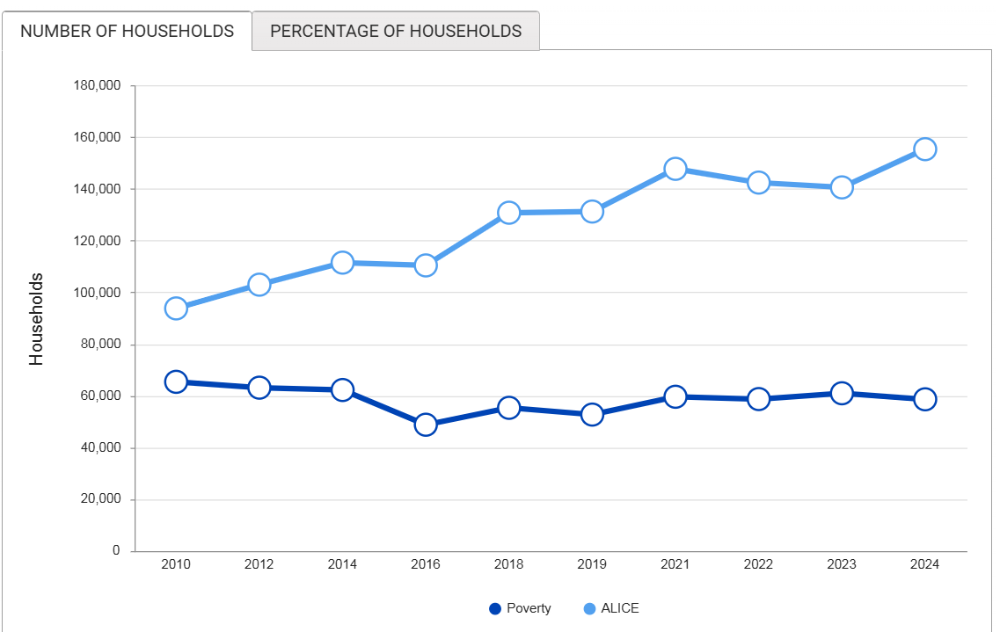 NUMBER OF HOUSEHOLDS
PERCENTAGE OF HOUSEHOLDS
180,000
160,000
140,000
120,000
100,000
80,000
60,000
40,000
20,000
0
Households
2010 2012 2014 2016 2018 2019 2021 2022 2023 2024
Poverty ALICE